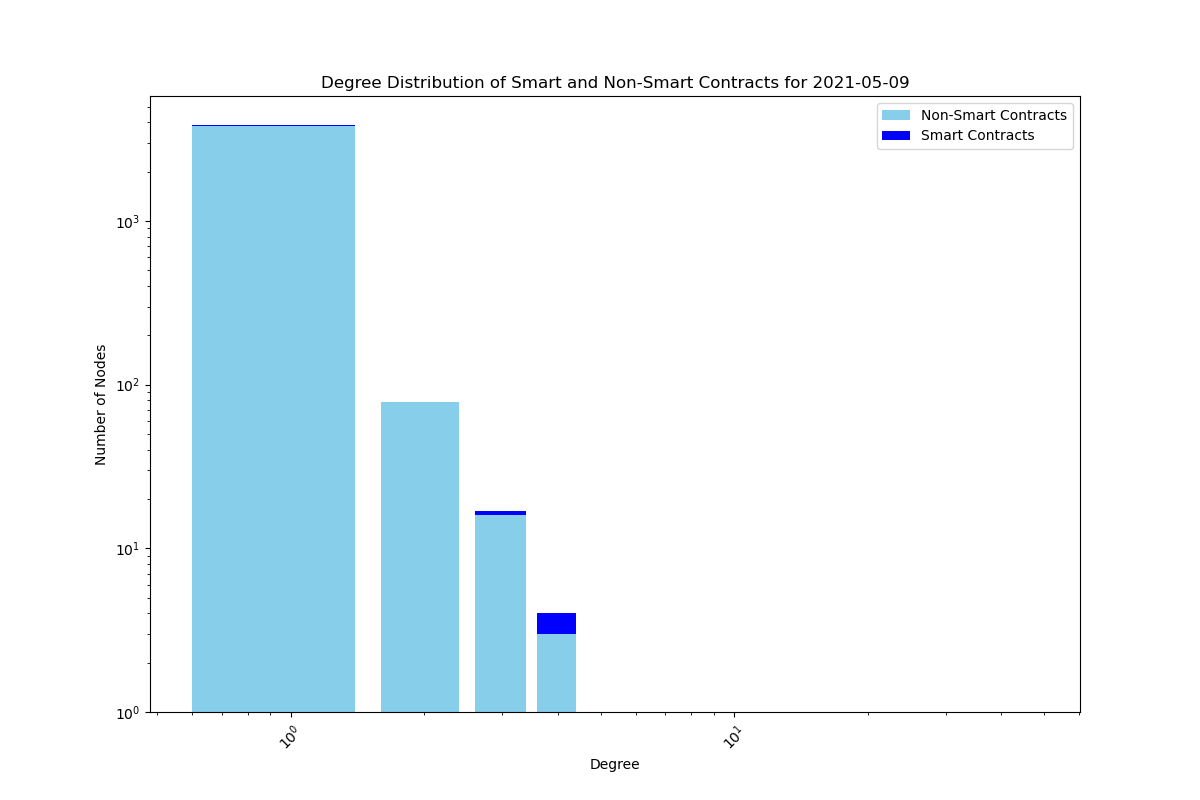 Degree Distribution of Smart and Non-Smart Contracts for 2021-05-09
Non-Smart Contracts
Smart Contracts
Number of Nodes
10³
10²
10¹
10⁰
10⁰
10¹
Degree